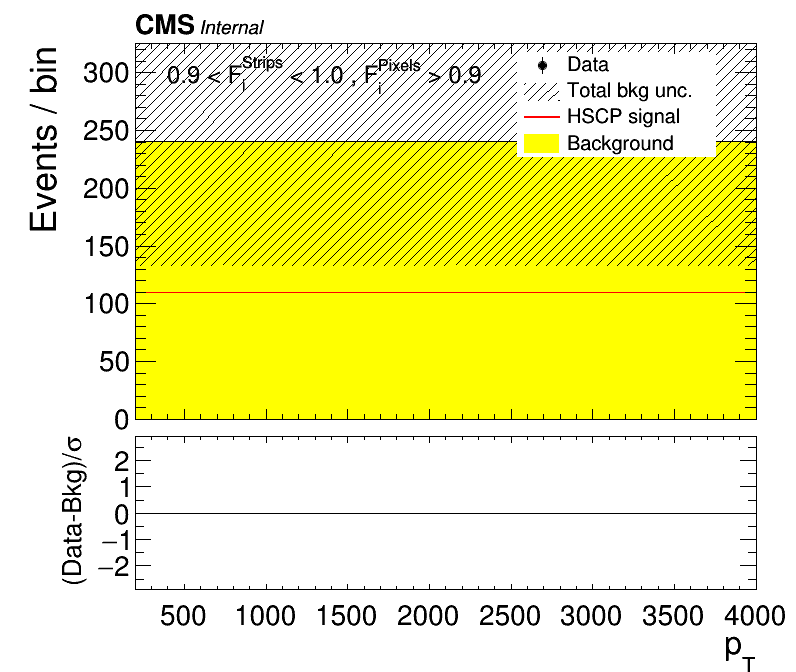 CMS Internal
Events / bin
300
250
200
150
100
50
0
0.9 < F_i^Strips < 1.0 , F_i^Pixels > 0.9
Data
Total bkg unc.
HSCP signal
Background
(Data-Bkg)/σ
2
1
0
−1
−2
500 1000 1500 2000 2500 3000 3500 4000
p_T